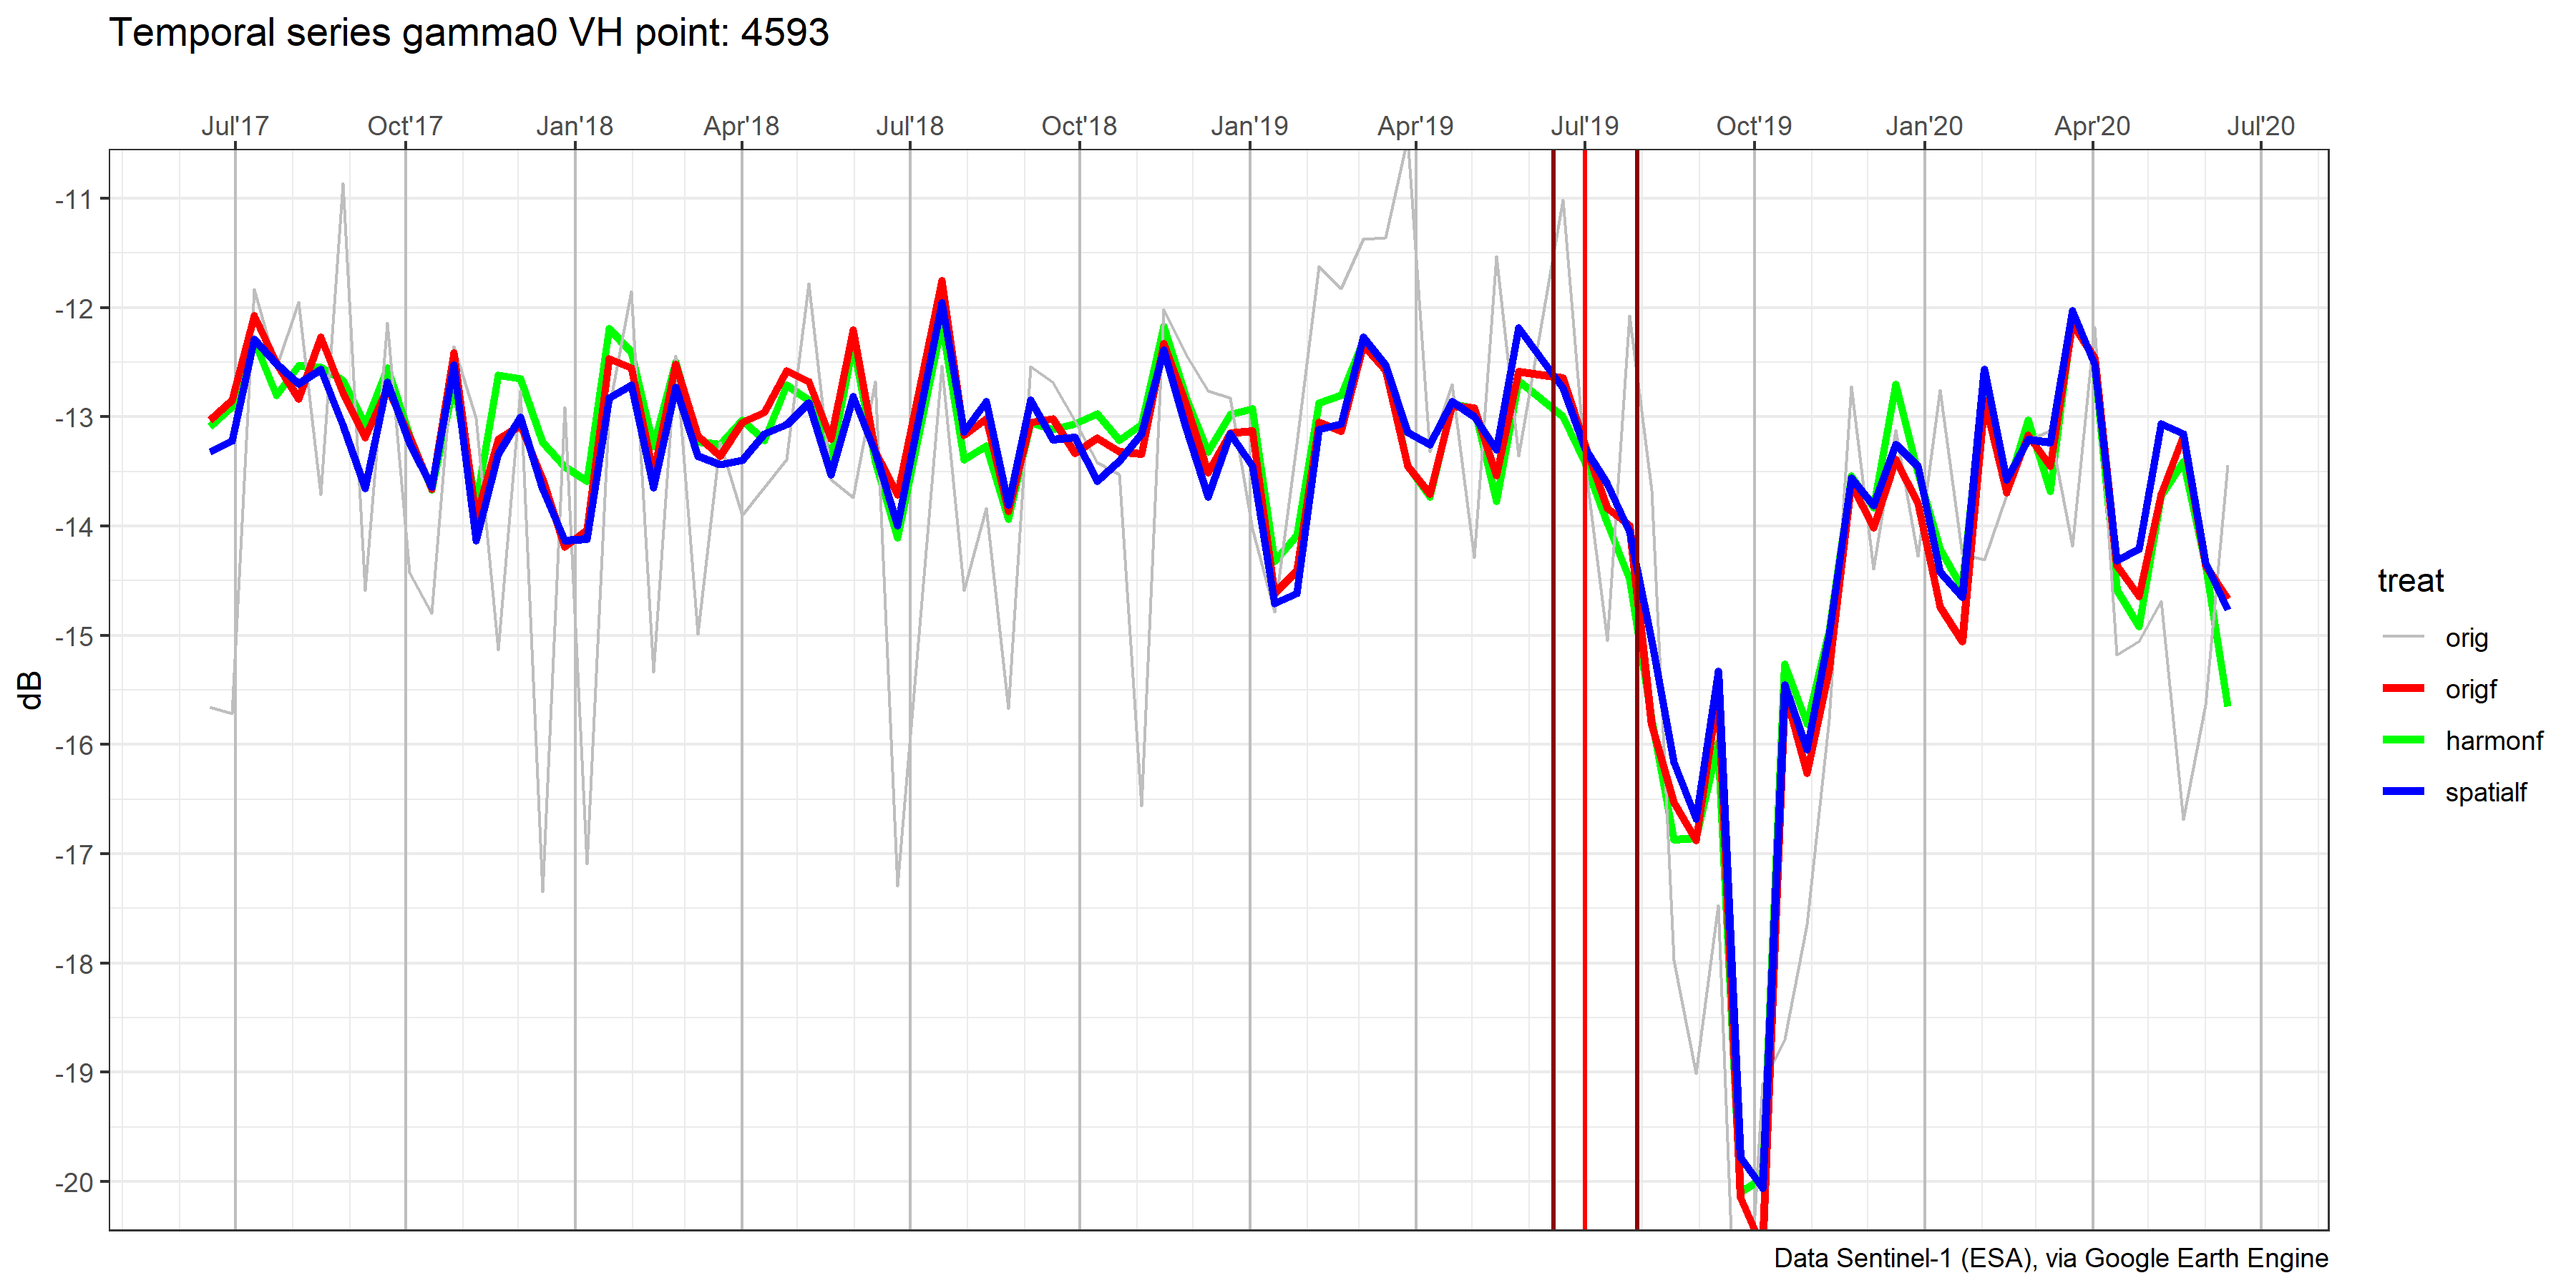 Temporal series gamma0 VH point: 4593
Jul'17 Oct'17 Jan'18 Apr'18 Jul'18 Oct'18 Jan'19 Apr'19 Jul'19 Oct'19 Jan'20 Apr'20 Jul'20
-11
-12
-13
-14
-15
-16
-17
-18
-19
-20
dB
treat
orig
origf
harmonf
spatialf
Data Sentinel-1 (ESA), via Google Earth Engine